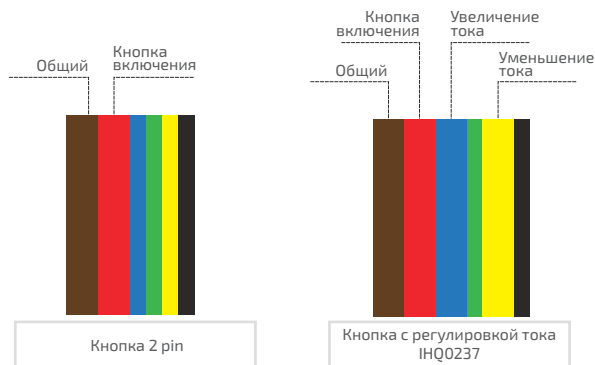 Общий
Кнопка
включения
Кнопка 2 pin
Кнопка
включения
Увеличение
тока
Общий
Уменьшение
тока
Кнопка с регулировкой тока
IHQ0237